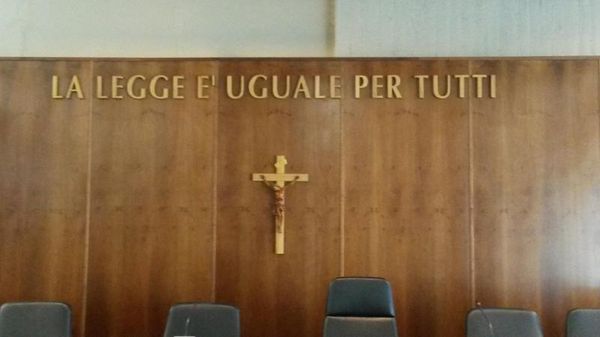 LA LEGGE E' UGUALE PER TUTTI